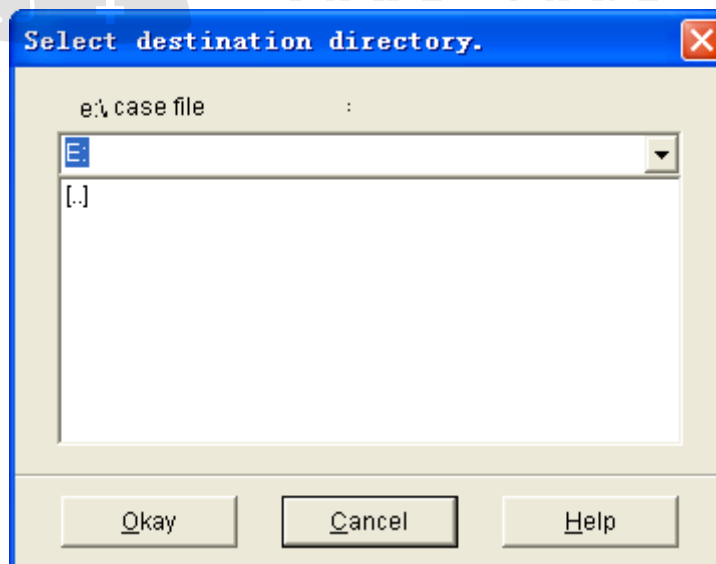 Select destination directory.
e:\, case file :
E:
[..]
Okay Cancel Help